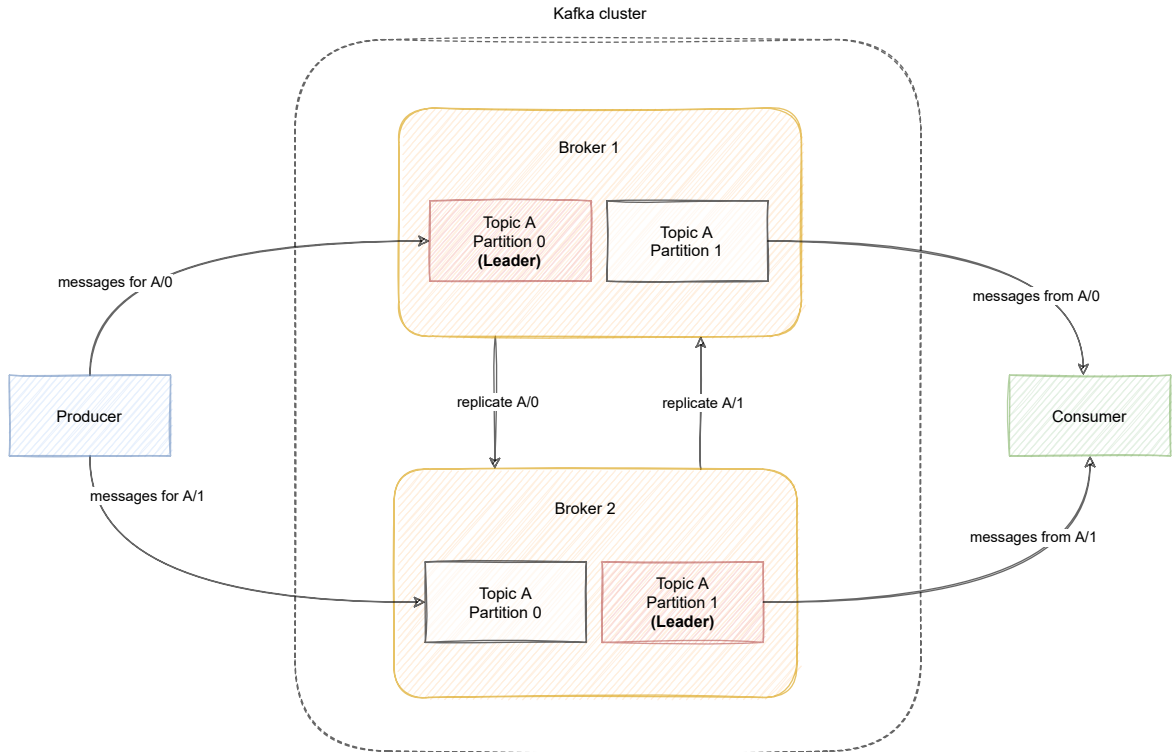 Kafka cluster
Broker 1
Topic A
Partition 0
(Leader)
Topic A
Partition 1
messages for A/0
messages from A/0
replicate A/0
replicate A/1
Producer
Consumer
messages for A/1
Broker 2
messages from A/1
Topic A
Partition 0
Topic A
Partition 1
(Leader)